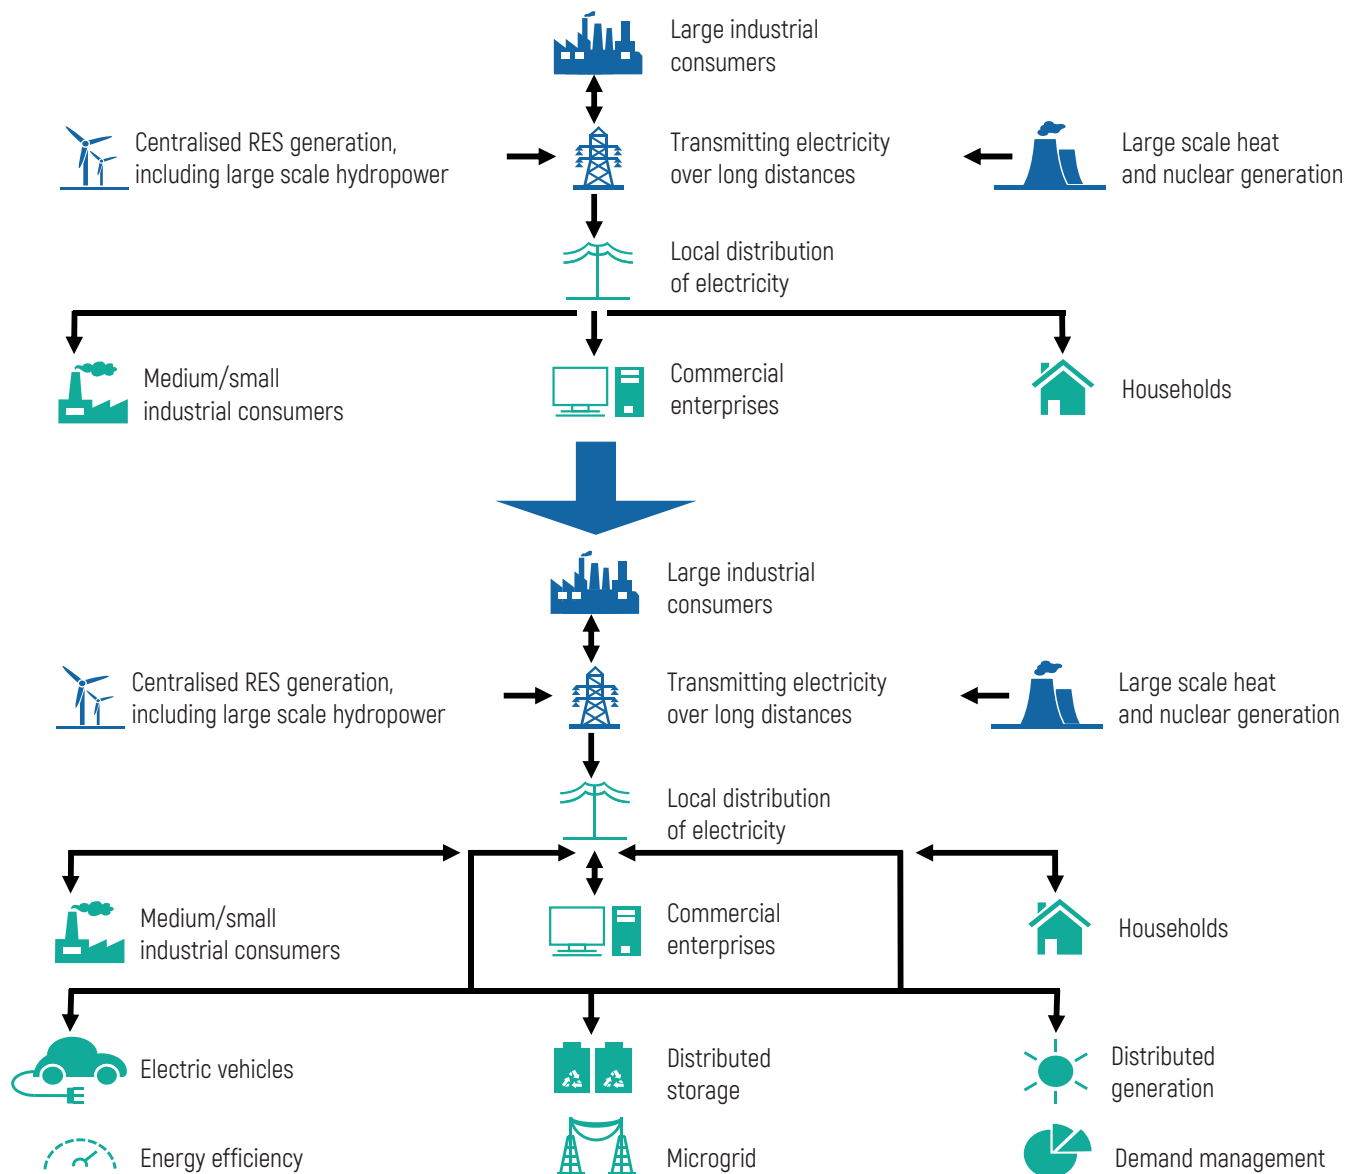 Large industrial
consumers
Centralised RES generation,
including large scale hydropower
Transmitting electricity
over long distances
Large scale heat
and nuclear generation
Local distribution
of electricity
Medium/small
industrial consumers
Commercial
enterprises
Households
Large industrial
consumers
Centralised RES generation,
including large scale hydropower
Transmitting electricity
over long distances
Large scale heat
and nuclear generation
Local distribution
of electricity
Medium/small
industrial consumers
Commercial
enterprises
Households
Electric vehicles
Distributed
storage
Distributed
generation
Energy efficiency
Microgrid
Demand management